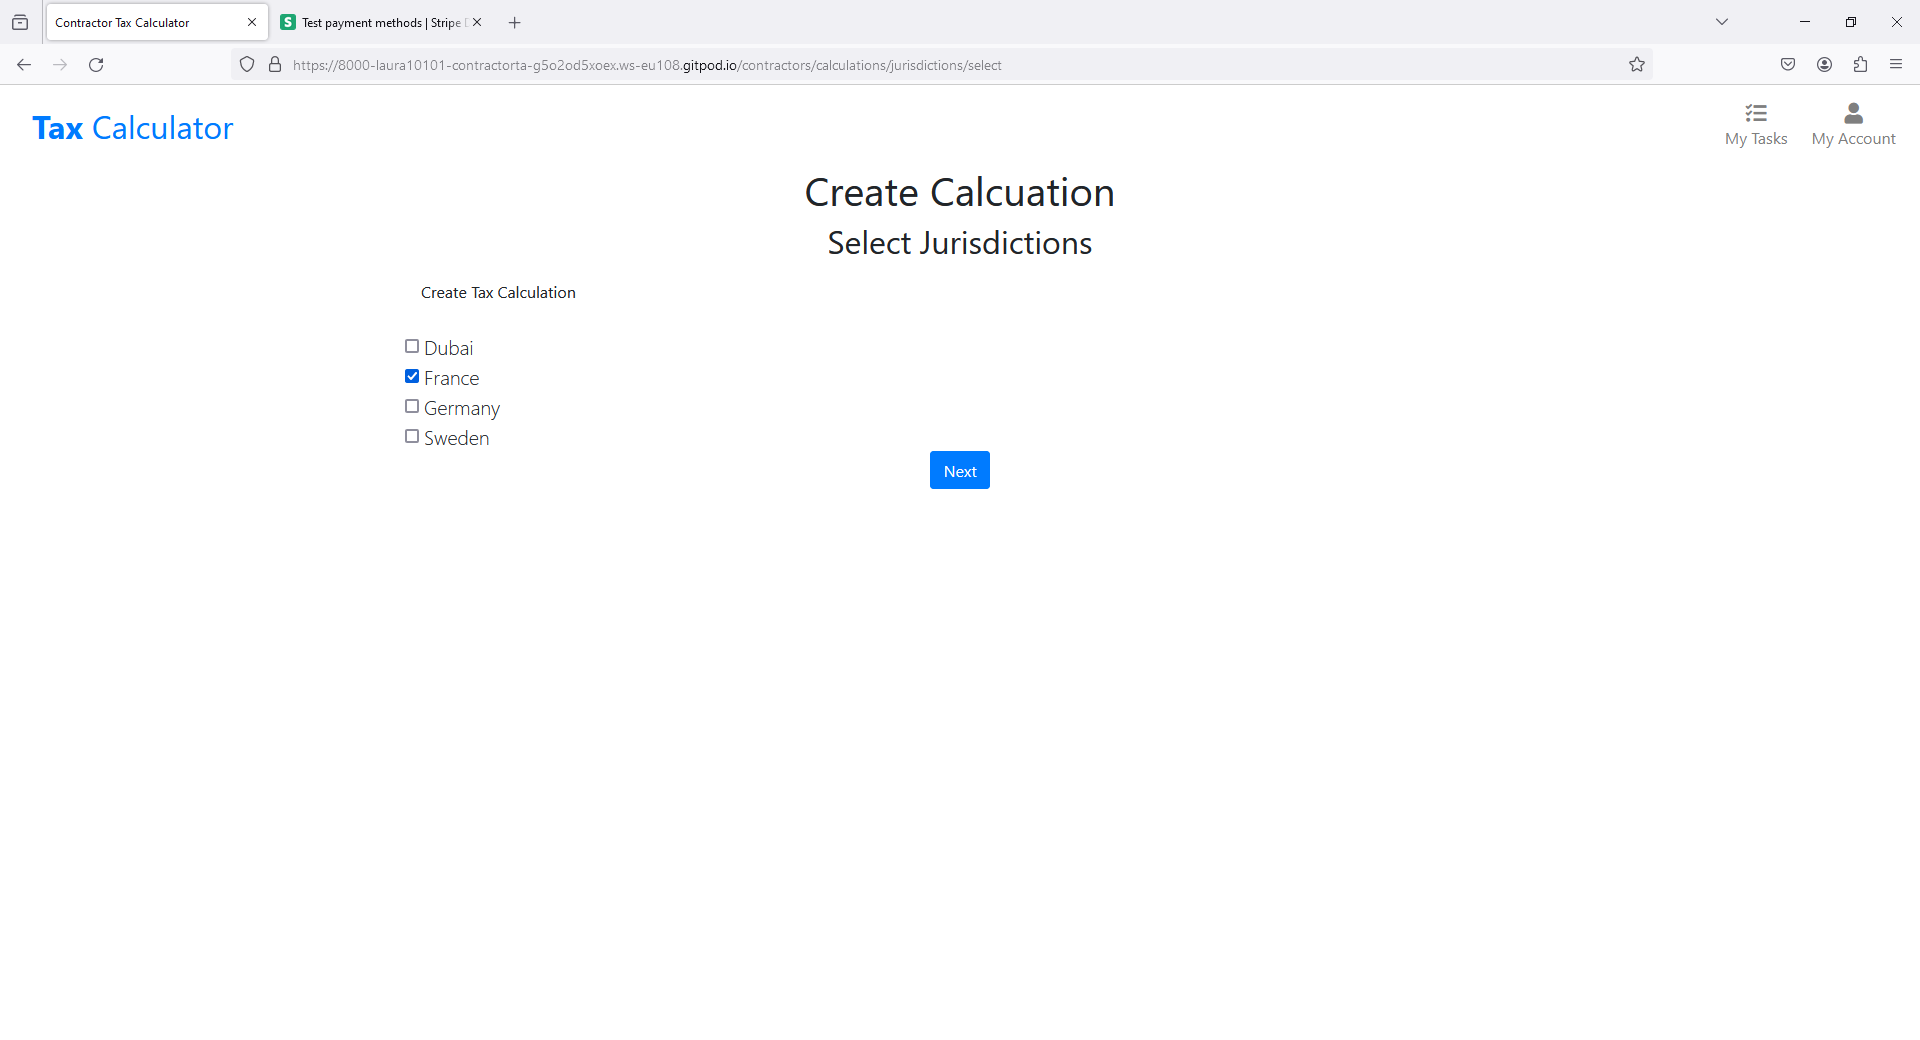 Contractor Tax Calculator
Test payment methods | Stripe
https://8000-laura10101-contractorta-g5o2od5xoex.ws-eu108.gitpod.io/contractors/calculations/jurisdictions/select
Tax Calculator
My Tasks
My Account
Create Calcuation
Select Jurisdictions
Create Tax Calculation
Dubai
France
Germany
Sweden
Next